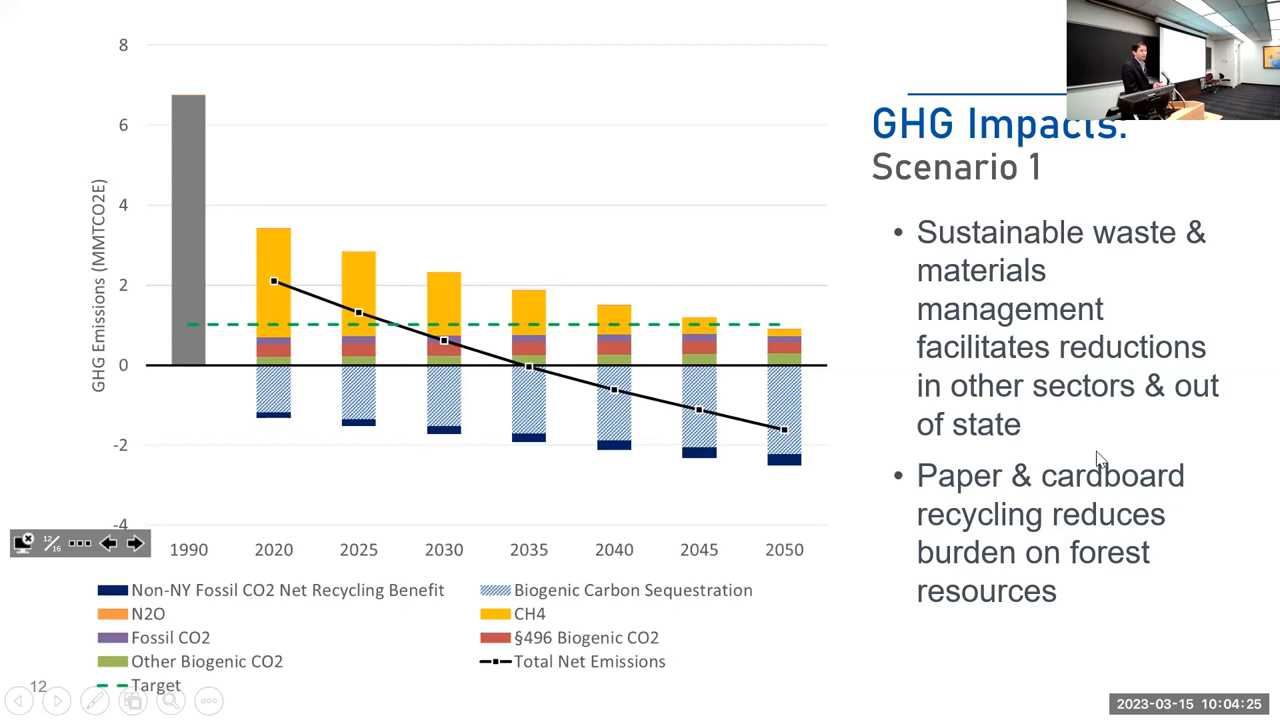 8
6
4
2
0
-2
-4
GHG Emissions (MMTCO2E)
1990 2020 2025 2030 2035 2040 2045 2050
Non-NY Fossil CO2 Net Recycling Benefit
Biogenic Carbon Sequestration
N2O
CH4
Fossil CO2
§496 Biogenic CO2
Other Biogenic CO2
Total Net Emissions
Target
GHG Impacts:
Scenario 1
• Sustainable waste &
materials
management
facilitates reductions
in other sectors & out
of state
• Paper & cardboard
recycling reduces
burden on forest
resources
12/16
12
2023-03-15 10:04:25